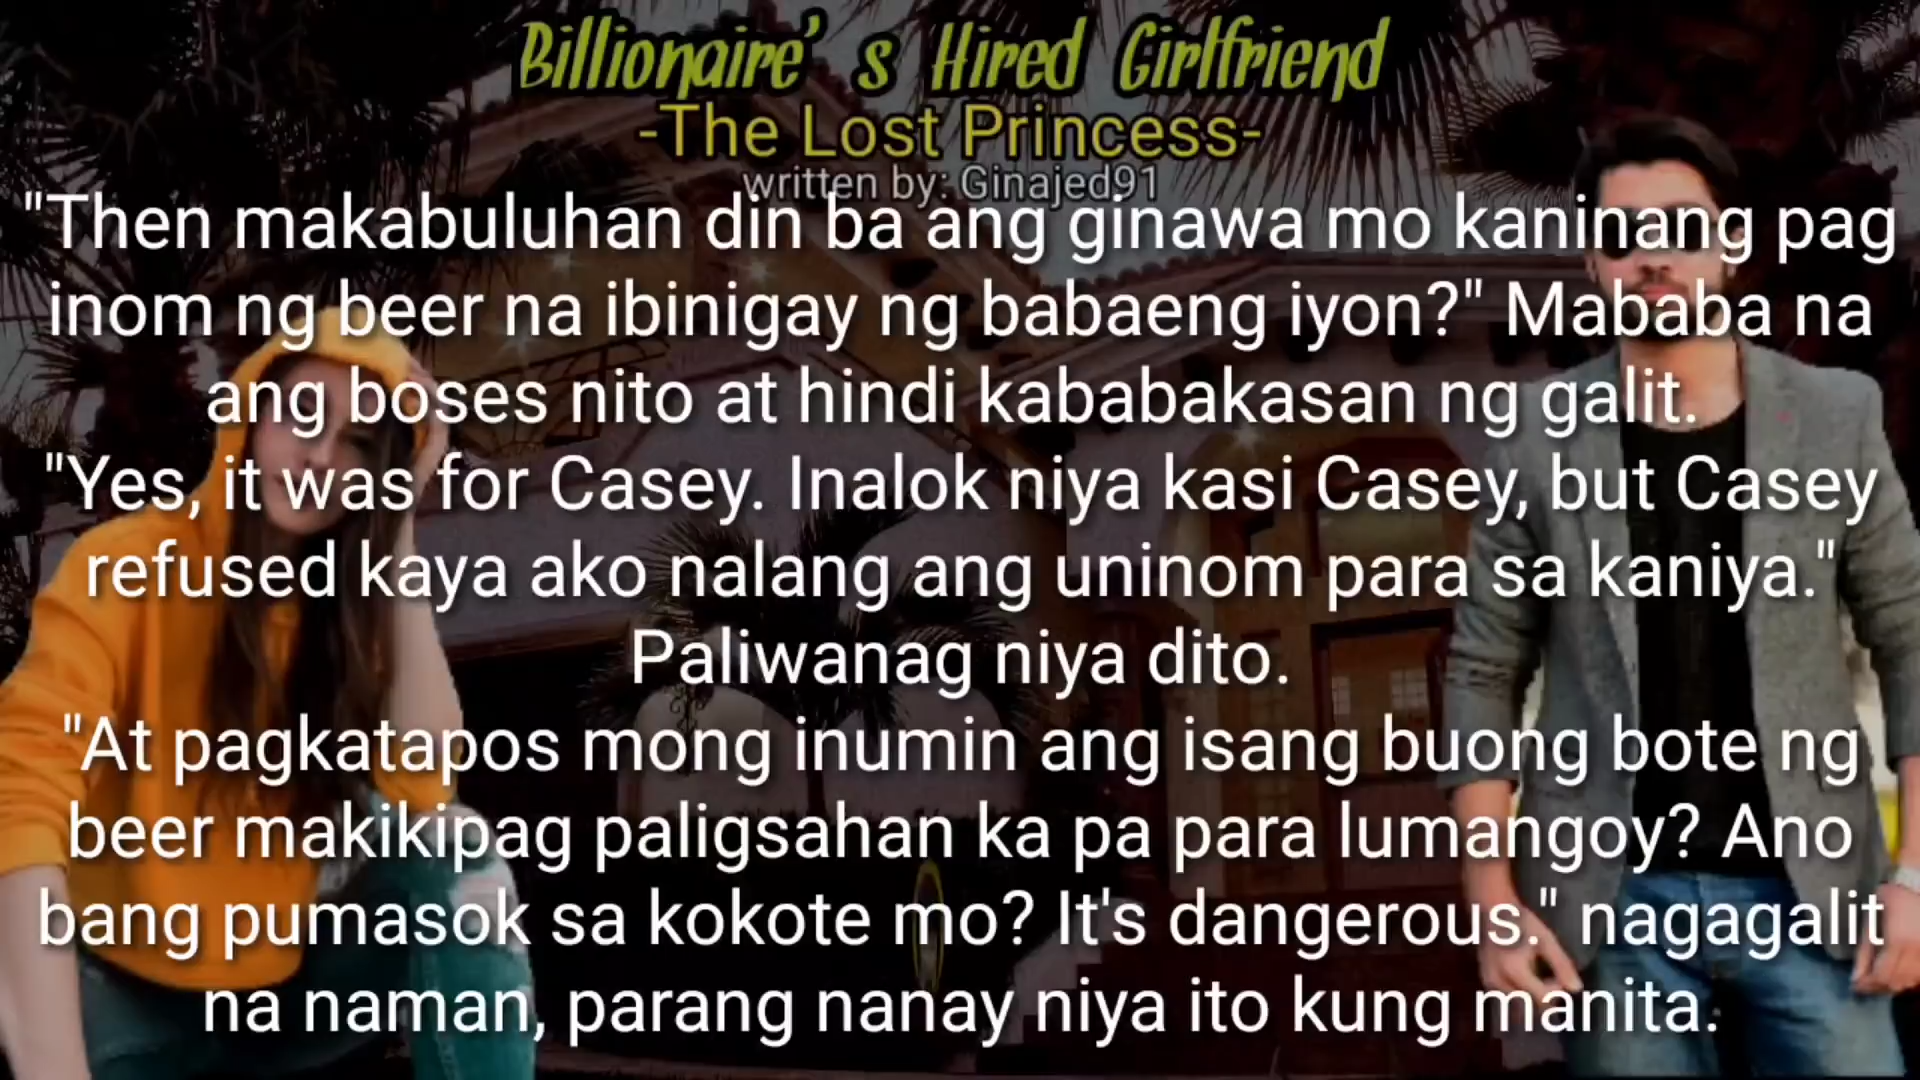 Billionaire' s Hired Girlfriend
-The Lost Princess-
written by: Ginajed91
"Then makabuluhan din ba ang ginawa mo kaninang pag
inom ng beer na ibinigay ng babaeng iyon?" Mababa na
ang boses nito at hindi kababakasan ng galit.
"Yes, it was for Casey. Inalok niya kasi Casey, but Casey
refused kaya ako nalang ang uninom para sa kaniya."
Paliwanag niya dito.
"At pagkatapos mong inumin ang isang buong bote ng
beer makikipag paligsahan ka pa para lumangoy? Ano
bang pumasok sa kokote mo? It's dangerous." nagagalit
na naman, parang nanay niya ito kung manita.